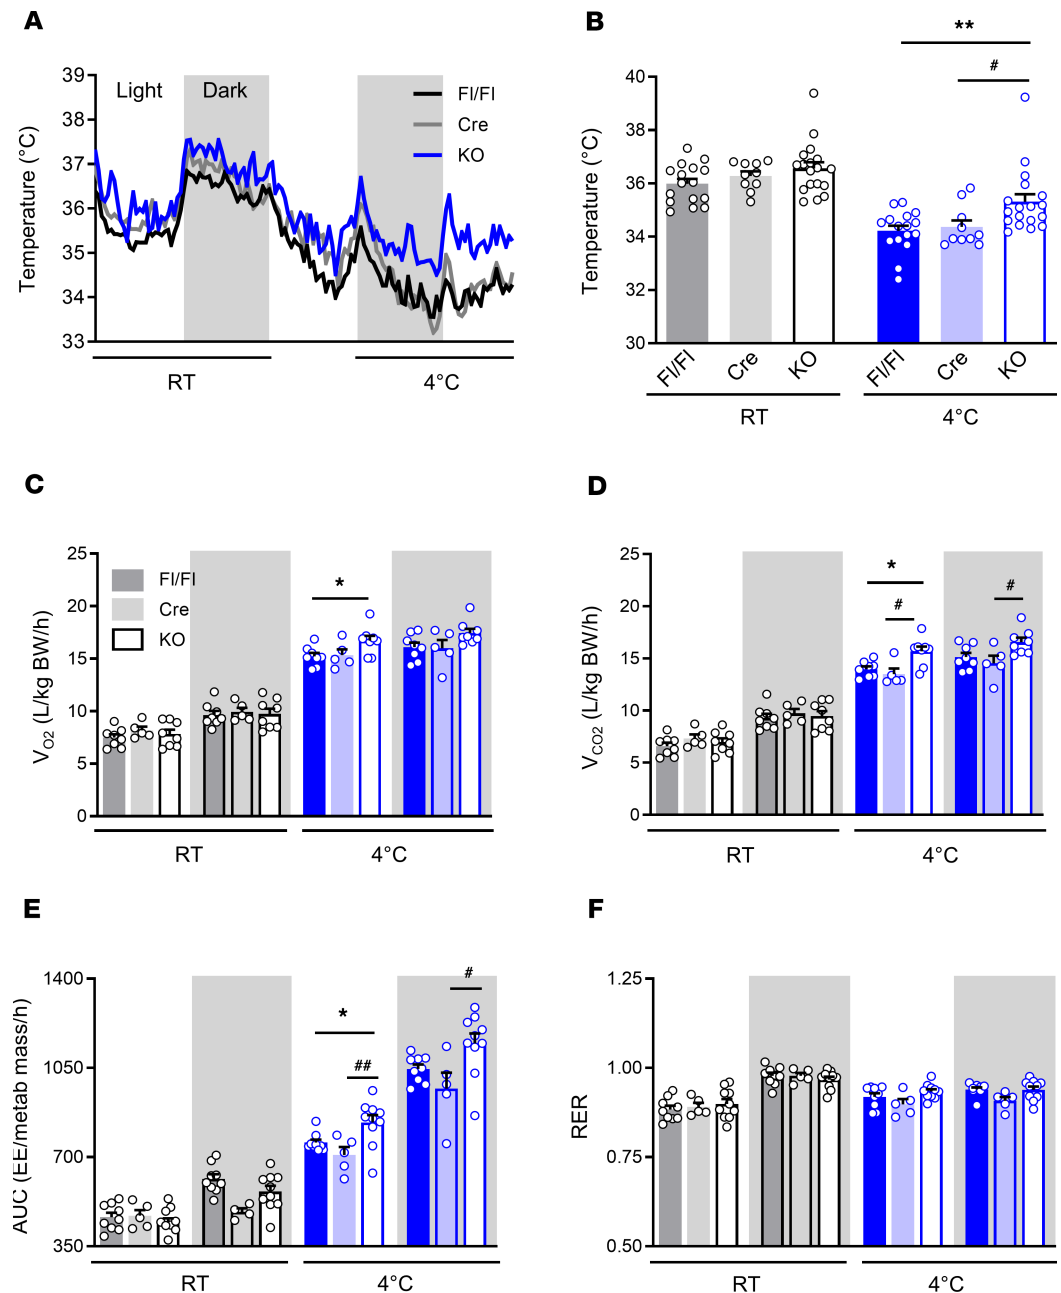 A
39
38
37
36
35
34
33
Temperature (°C)
Light
Dark
Fl/Fl
Cre
KO
RT
4°C
B
**
#
40
38
36
34
32
30
Temperature (°C)
Fl/Fl
Cre
KO
Fl/Fl
Cre
KO
RT
4°C
C
25
20
15
10
5
0
VO2 (L/kg BW/h)
Fl/Fl
Cre
KO
*
RT
4°C
D
25
20
15
10
5
0
VCO2 (L/kg BW/h)
*
#
#
RT
4°C
E
1400
1050
700
350
AUC (EE/metab mass/h)
*
##
#
RT
4°C
F
1.25
1.00
0.75
0.50
RER
RT
4°C